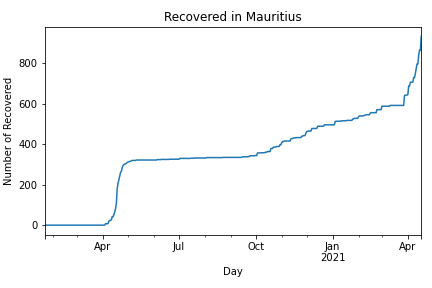 Recovered in Mauritius
Number of Recovered
800
600
400
200
0
Apr
Jul
Oct
Jan
2021
Apr
Day